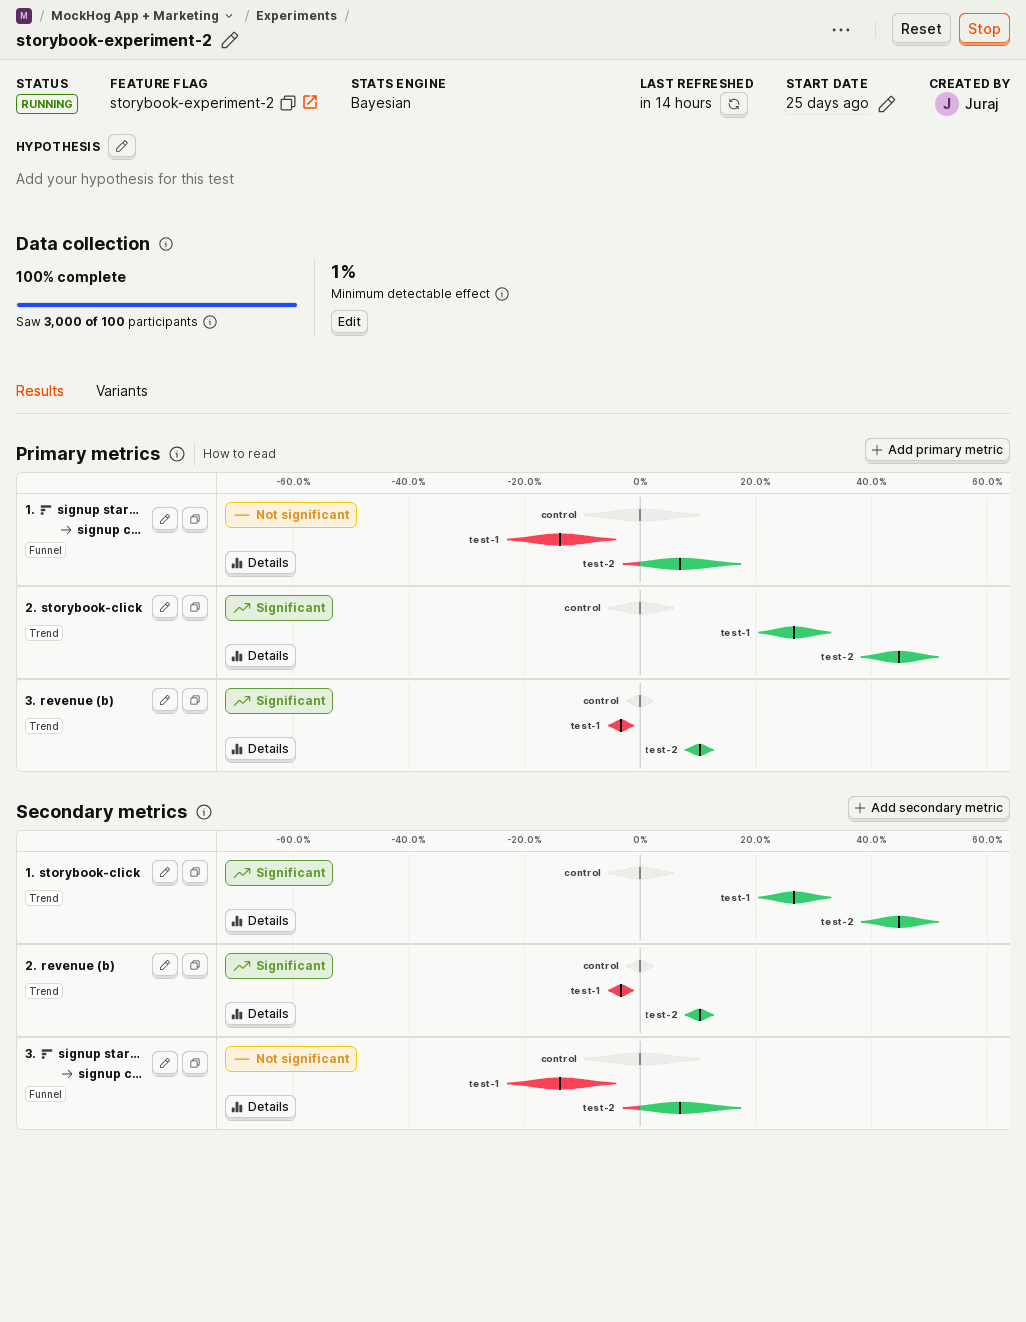 M / MockHog App + Marketing / Experiments /
storybook-experiment-2
Reset
Stop
STATUS
RUNNING
FEATURE FLAG
storybook-experiment-2
STATS ENGINE
Bayesian
LAST REFRESHED
in 14 hours
START DATE
25 days ago
CREATED BY
J Juraj
HYPOTHESIS
Add your hypothesis for this test
Data collection
100% complete
Saw 3,000 of 100 participants
1%
Minimum detectable effect
Edit
Results Variants
Primary metrics How to read
Add primary metric
-60.0% -40.0% -20.0% 0% 20.0% 40.0% 60.0%
1. signup star...
→ signup c...
Funnel
Not significant
Details
control
test-1
test-2
2. storybook-click
Trend
Significant
Details
control
test-1
test-2
3. revenue (b)
Trend
Significant
Details
control
test-1
test-2
Secondary metrics
Add secondary metric
-60.0% -40.0% -20.0% 0% 20.0% 40.0% 60.0%
1. storybook-click
Trend
Significant
Details
control
test-1
test-2
2. revenue (b)
Trend
Significant
Details
control
test-1
test-2
3. signup star...
→ signup c...
Funnel
Not significant
Details
control
test-1
test-2